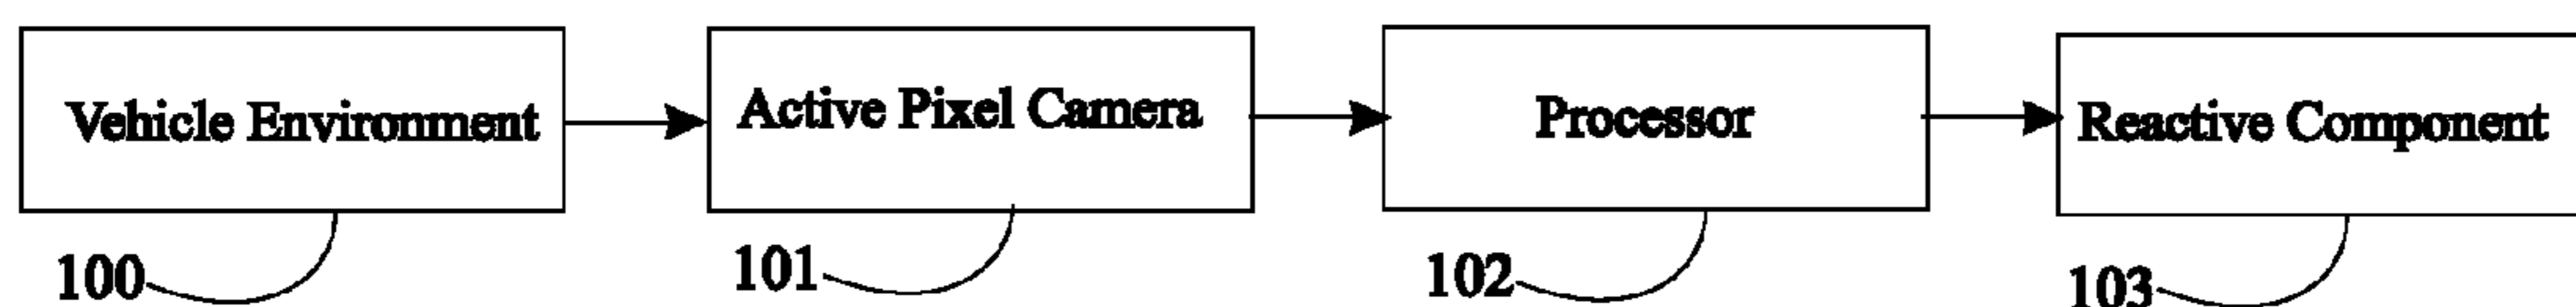 Vehicle Environment
Active Pixel Camera
Processor
Reactive Component
100
101
102
103